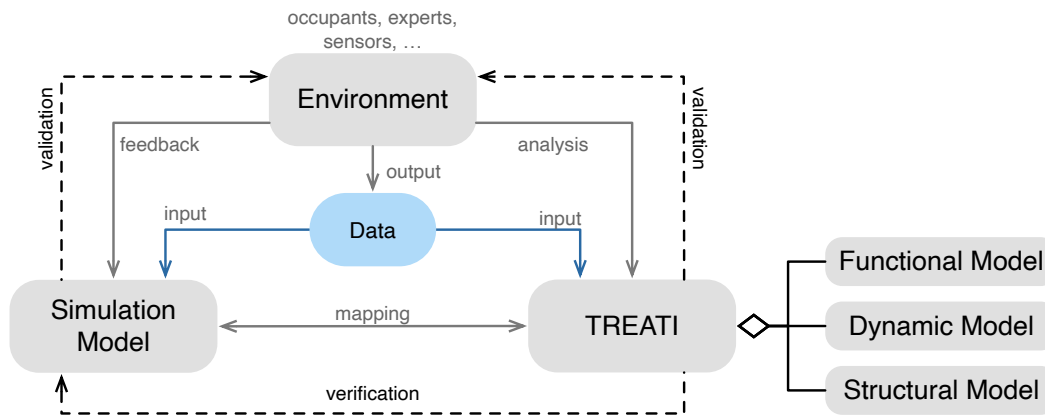 occupants, experts,
sensors, …
Environment
validation
validation
feedback
analysis
output
input
Data
input
Simulation
Model
mapping
TREATI
Functional Model
Dynamic Model
Structural Model
verification